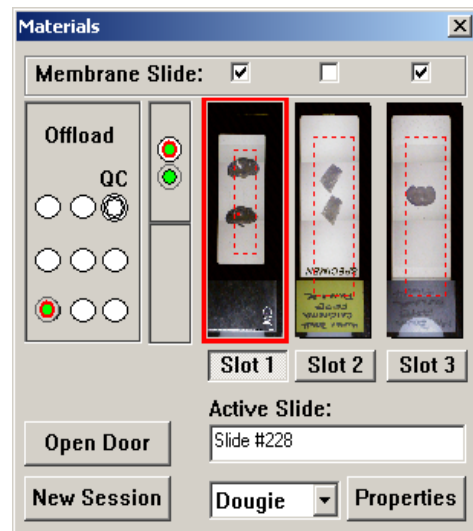 Materials
Membrane Slide:
Offload
QC
SPECIMEN
Slot 1
Slot 2
Slot 3
Active Slide:
Slide #228
Open Door
New Session
Dougie
Properties